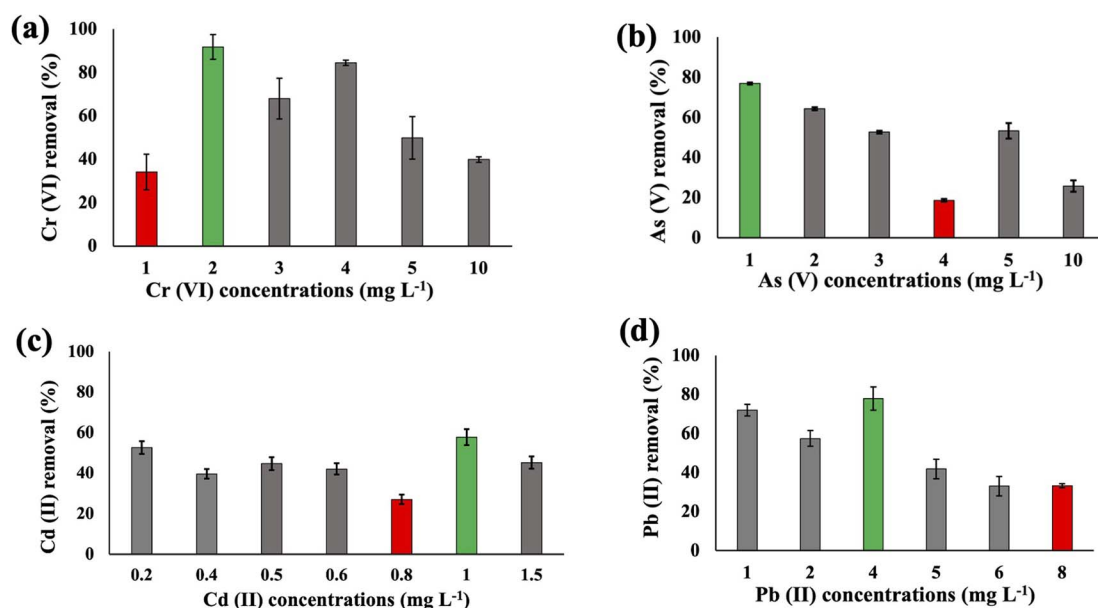 (a)
Cr (VI) removal (%)
100
80
60
40
20
0
1 2 3 4 5 10
Cr (VI) concentrations (mg L⁻¹)
(b)
As (V) removal (%)
100
80
60
40
20
0
1 2 3 4 5 10
As (V) concentrations (mg L⁻¹)
(c)
Cd (II) removal (%)
100
80
60
40
20
0
0.2 0.4 0.5 0.6 0.8 1 1.5
Cd (II) concentrations (mg L⁻¹)
(d)
Pb (II) removal (%)
100
80
60
40
20
0
1 2 4 5 6 8
Pb (II) concentrations (mg L⁻¹)